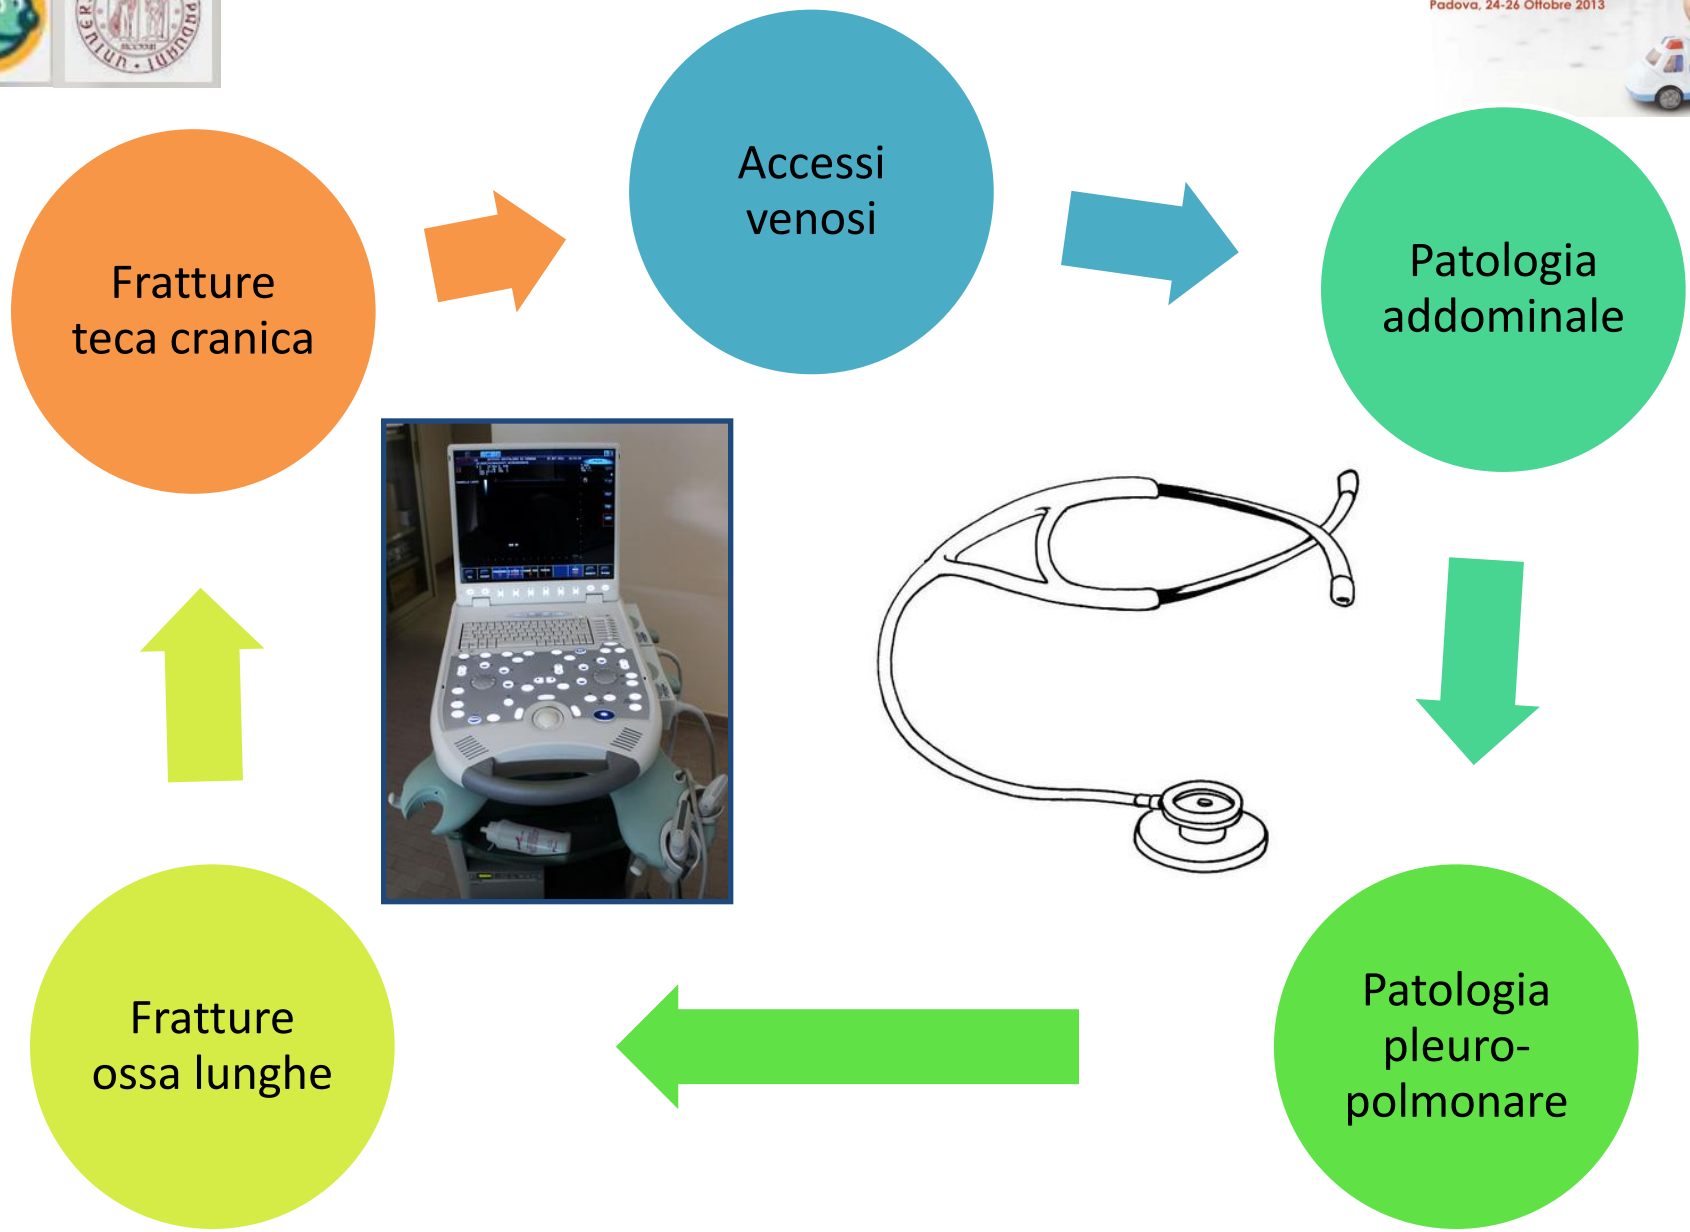 Padova, 24-26 Ottobre 2013
Accessi
venosi
Fratture
teca cranica
Patologia
addominale
Fratture
ossa lunghe
Patologia
pleuro-
polmonare